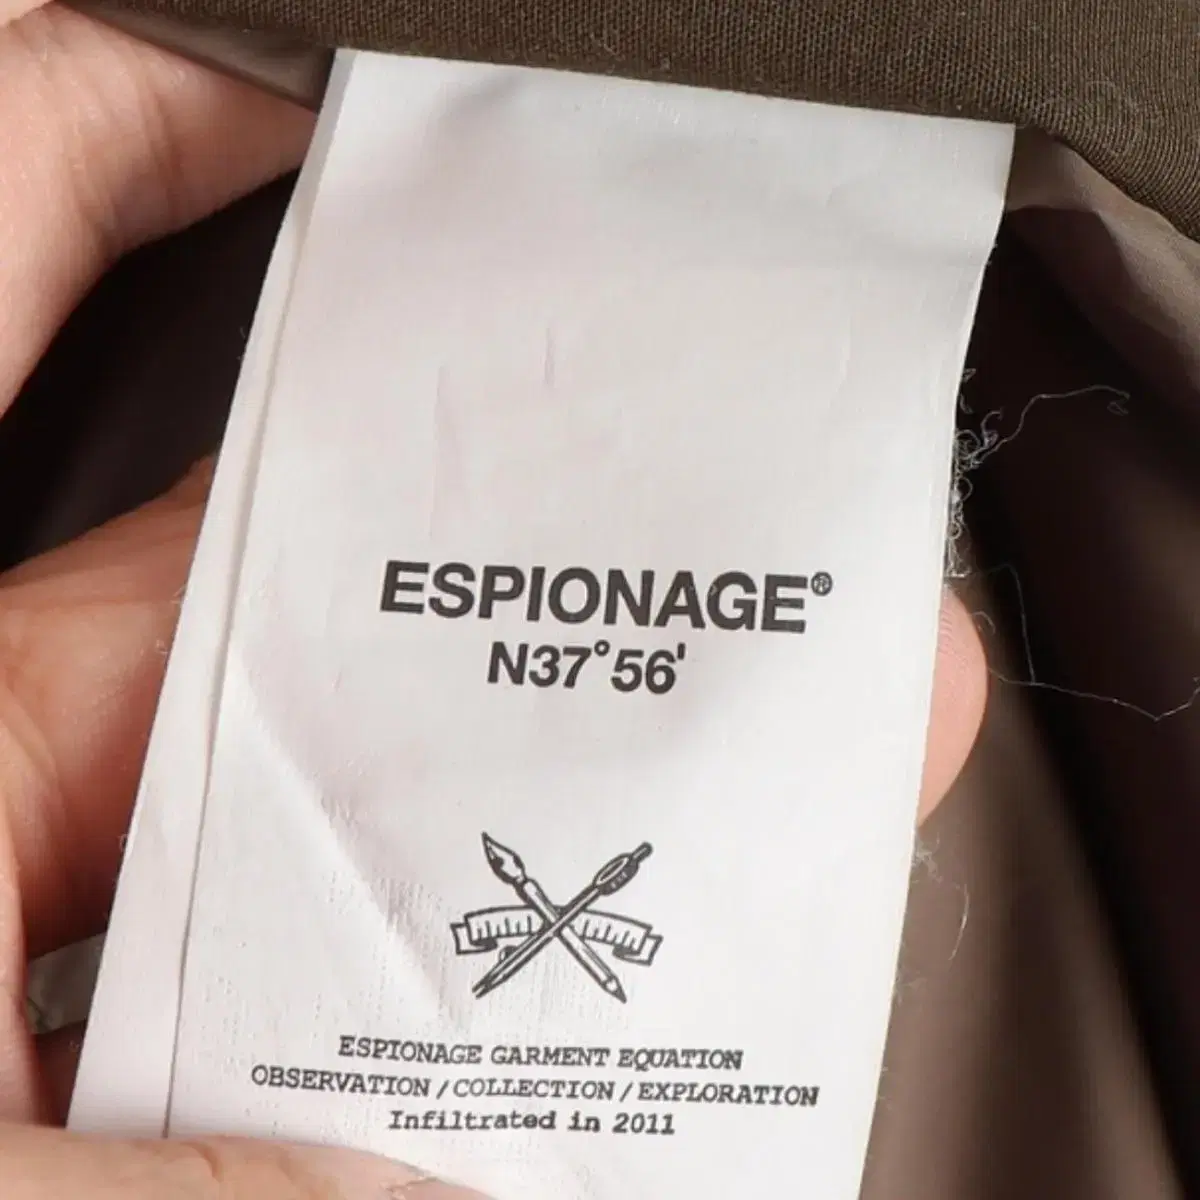 ESPIONAGE®
N37°56'
ESPIONAGE GARMENT EQUATION
OBSERVATION / COLLECTION / EXPLORATION
Infiltrated in 2011